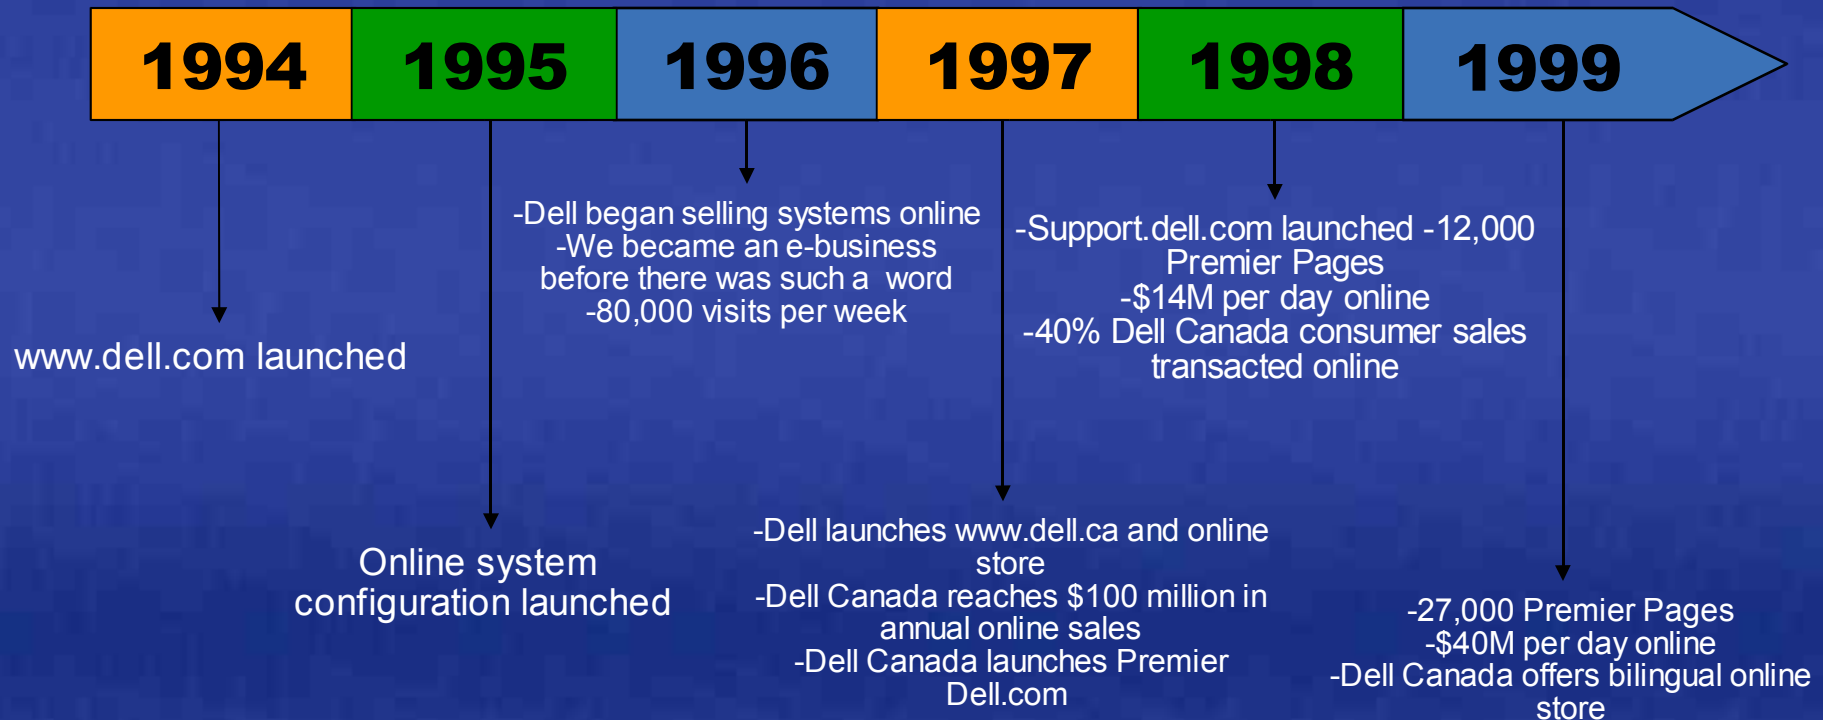 1994
1995
1996
1997
1998
1999
www.dell.com launched
Online system
configuration launched
-Dell began selling systems online
-We became an e-business
before there was such a  word
-80,000 visits per week
-Dell launches www.dell.ca and online
store
-Dell Canada reaches $100 million in
annual online sales
-Dell Canada launches Premier
Dell.com
-Support.dell.com launched -12,000
Premier Pages
-$14M per day online
-40% Dell Canada consumer sales
transacted online
-27,000 Premier Pages
-$40M per day online
-Dell Canada offers bilingual online
store